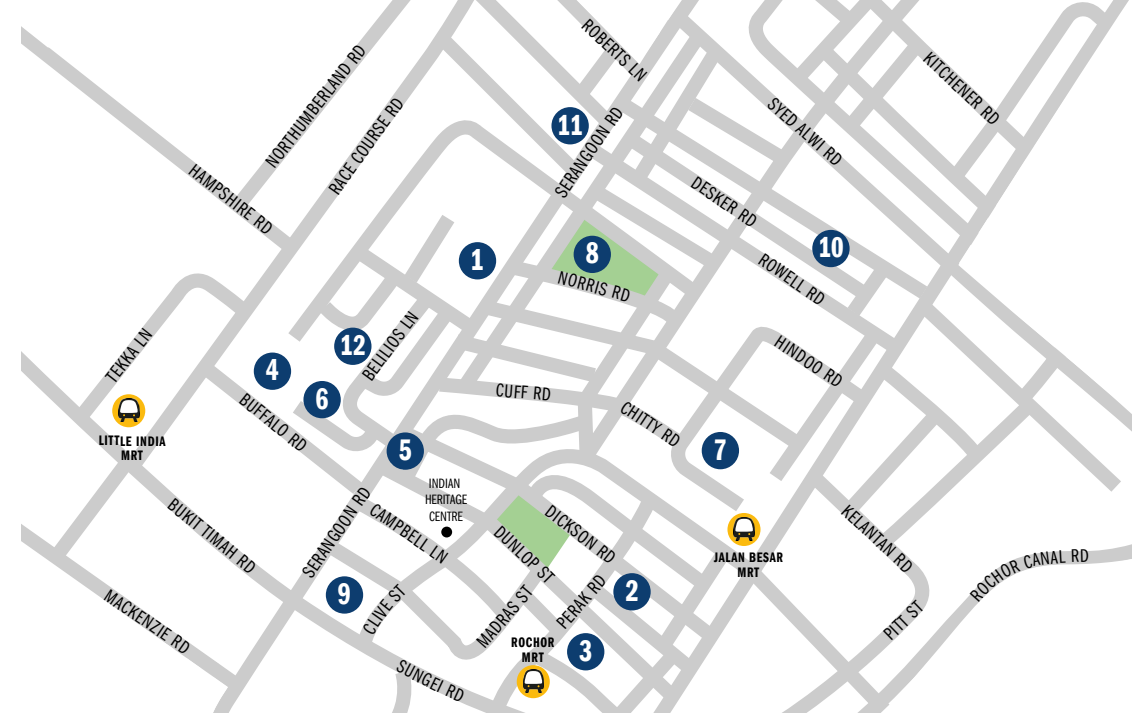 ROBERTS LN
KITCHENER RD
NORTHUMBERLAND RD
RACE COURSE RD
11
SERANGOON RD
SYED ALWI RD
HAMPSHIRE RD
DESKER RD
1
8
10
NORRIS RD
ROWELL RD
TEKKA LN
12
BELILIOS LN
HINDOO RD
4
6
CUFF RD
BUFFALO RD
CHITTY RD
LITTLE INDIA
MRT
5
7
INDIAN
HERITAGE
CENTRE
SERANGOON RD
CAMPBELL LN
DICKSON RD
DUNLOP ST
KELANTAN RD
BUKIT TIMAH RD
JALAN BESAR
MRT
ROCHOR CANAL RD
9
CLIVE ST
MADRAS ST
PERAK RD
2
PITT ST
MACKENZIE RD
ROCHOR
MRT
3
SUNGEI RD